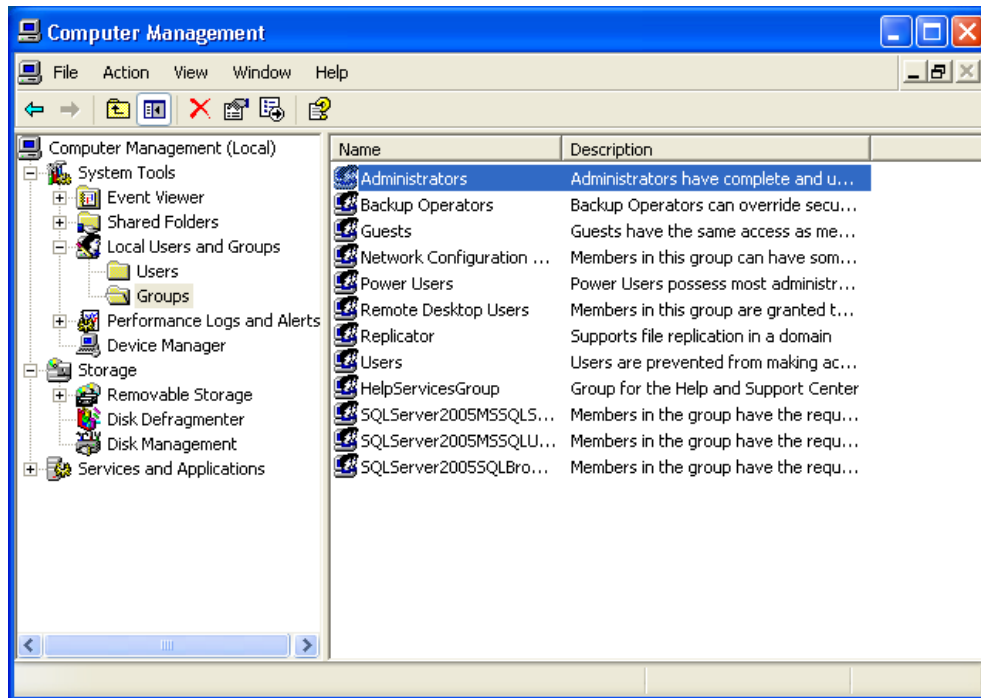 Computer Management
File Action View Window Help
Computer Management (Local)
System Tools
Event Viewer
Shared Folders
Local Users and Groups
Users
Groups
Performance Logs and Alerts
Device Manager
Storage
Removable Storage
Disk Defragmenter
Disk Management
Services and Applications
Name Description
Administrators Administrators have complete and u...
Backup Operators Backup Operators can override secu...
Guests Guests have the same access as me...
Network Configuration ... Members in this group can have som...
Power Users Power Users possess most administr...
Remote Desktop Users Members in this group are granted t...
Replicator Supports file replication in a domain
Users Users are prevented from making ac...
HelpServicesGroup Group for the Help and Support Center
SQLServer2005MSSQLS... Members in the group have the requ...
SQLServer2005MSSQLU... Members in the group have the requ...
SQLServer2005SQLBro... Members in the group have the requ...